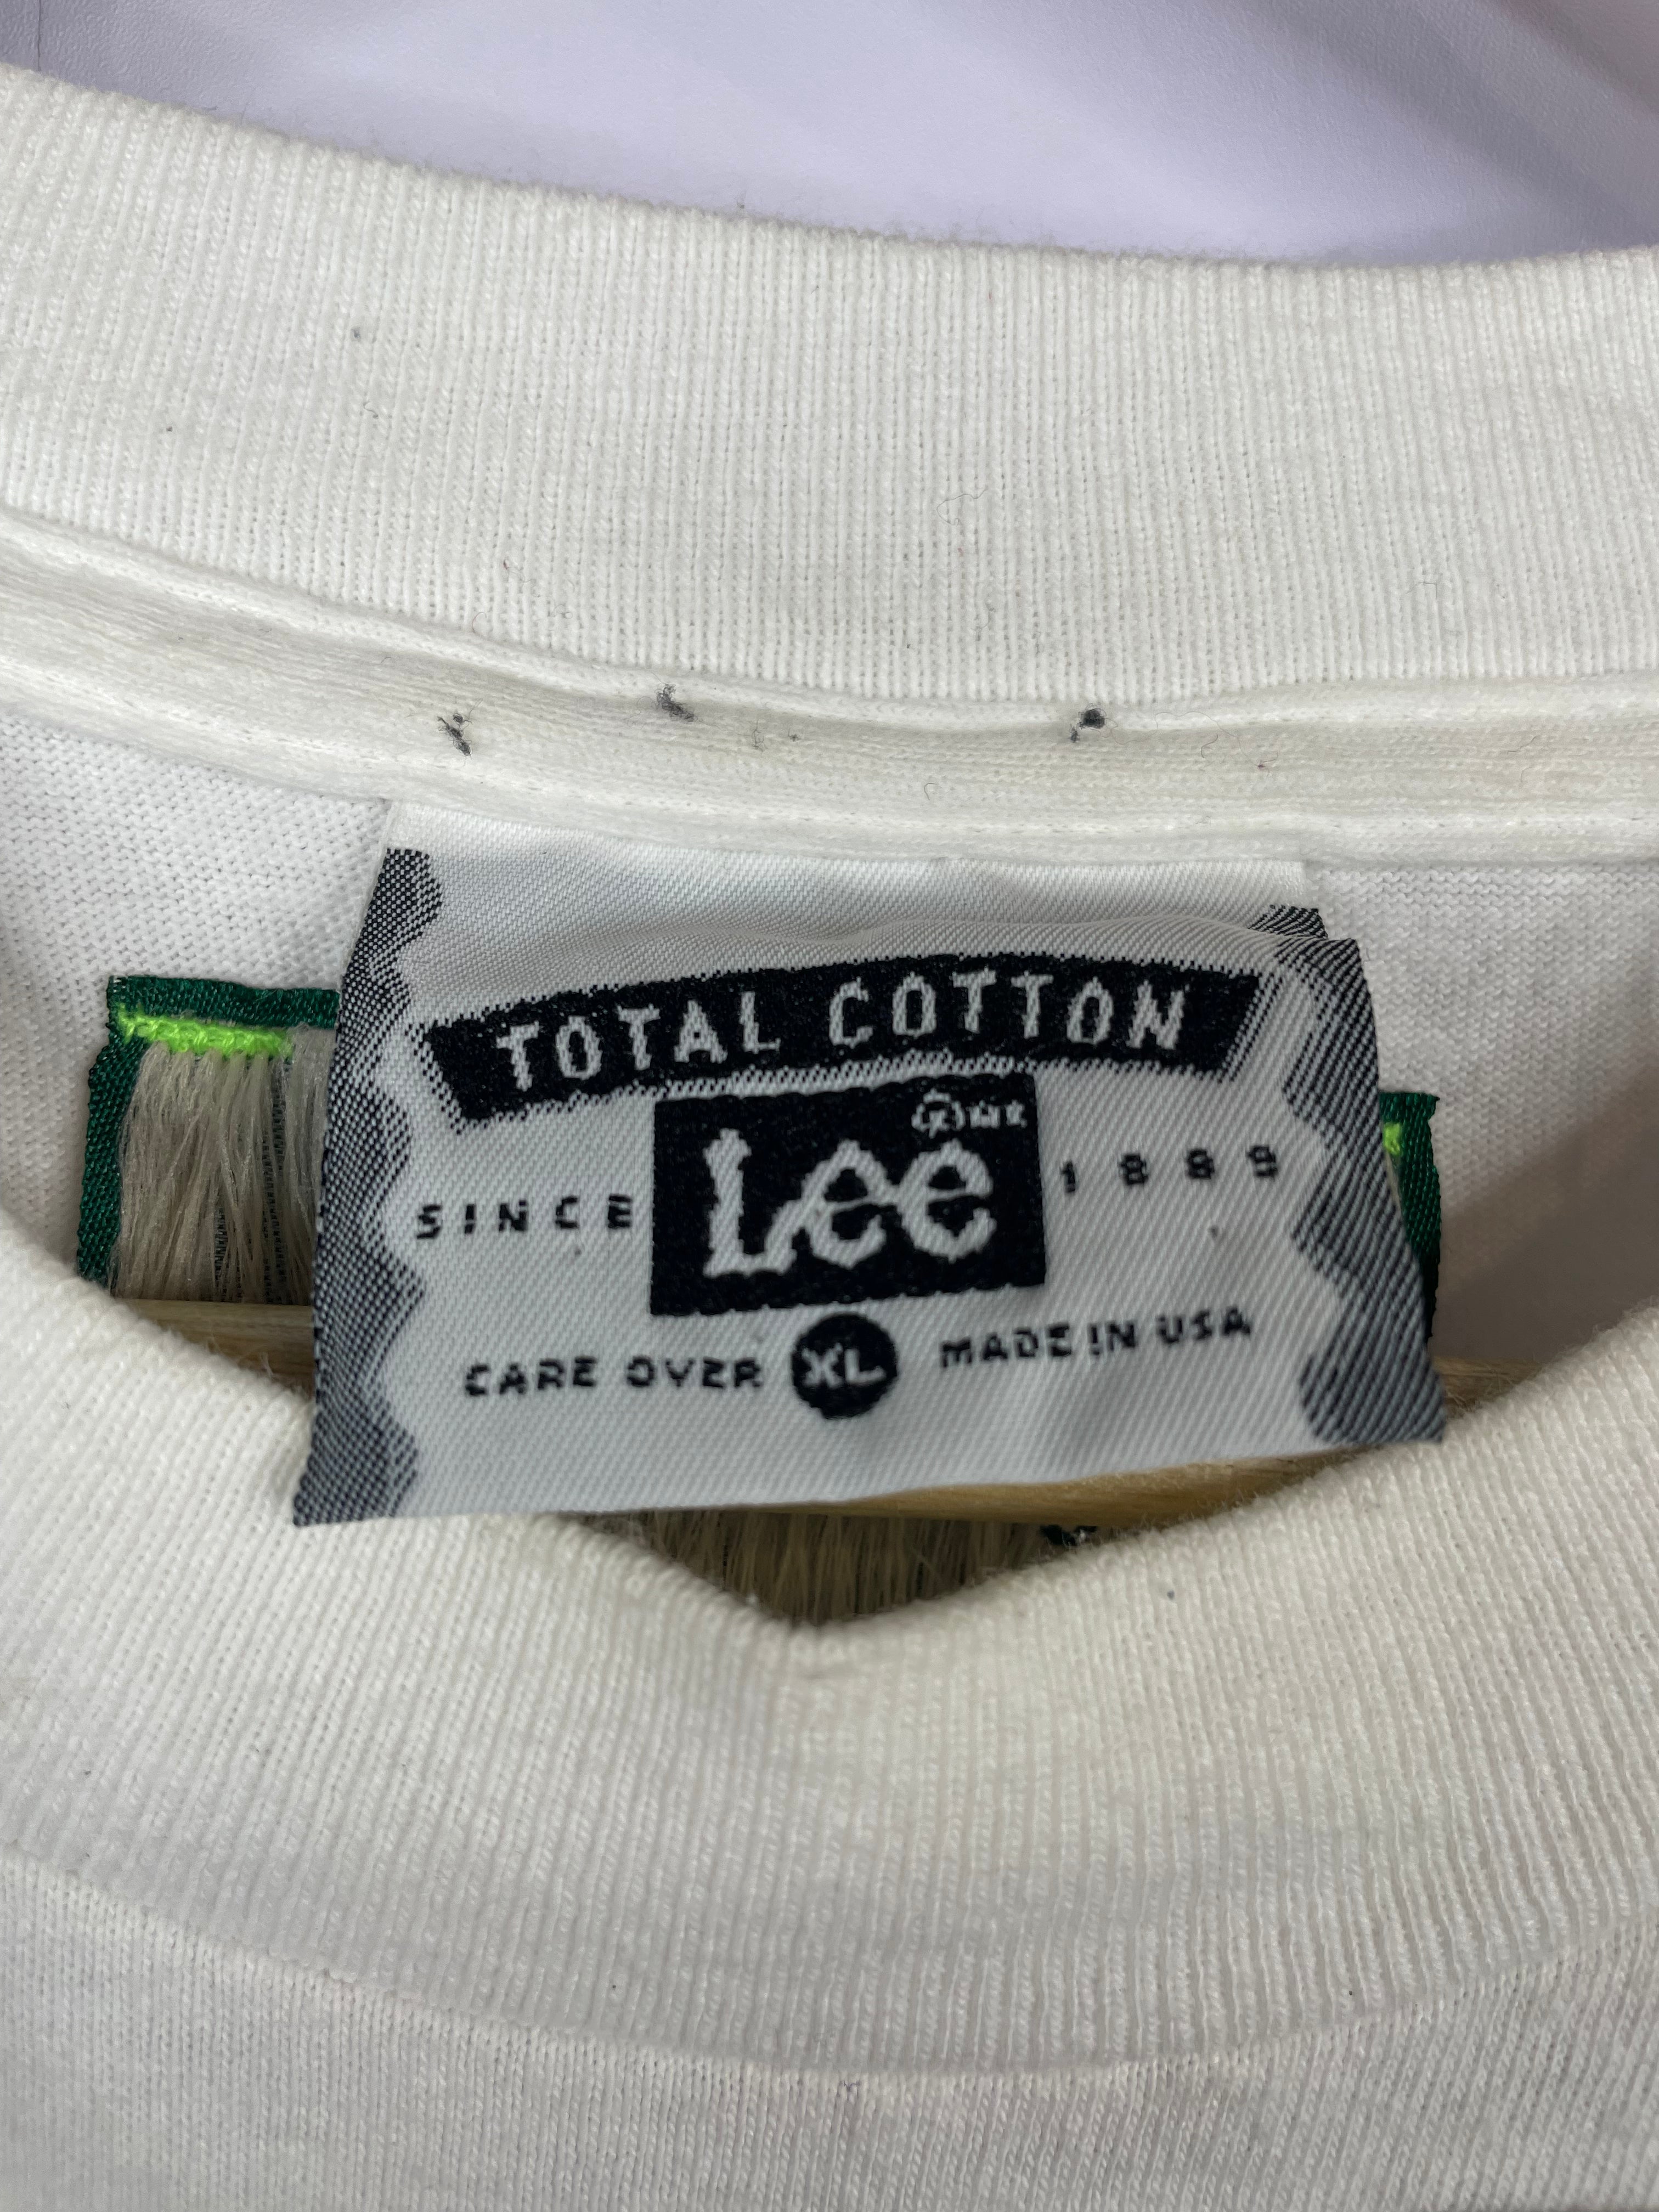 TOTAL COTTON
Lee ®
SINCE 1889
CARE OVER XL MADE IN USA